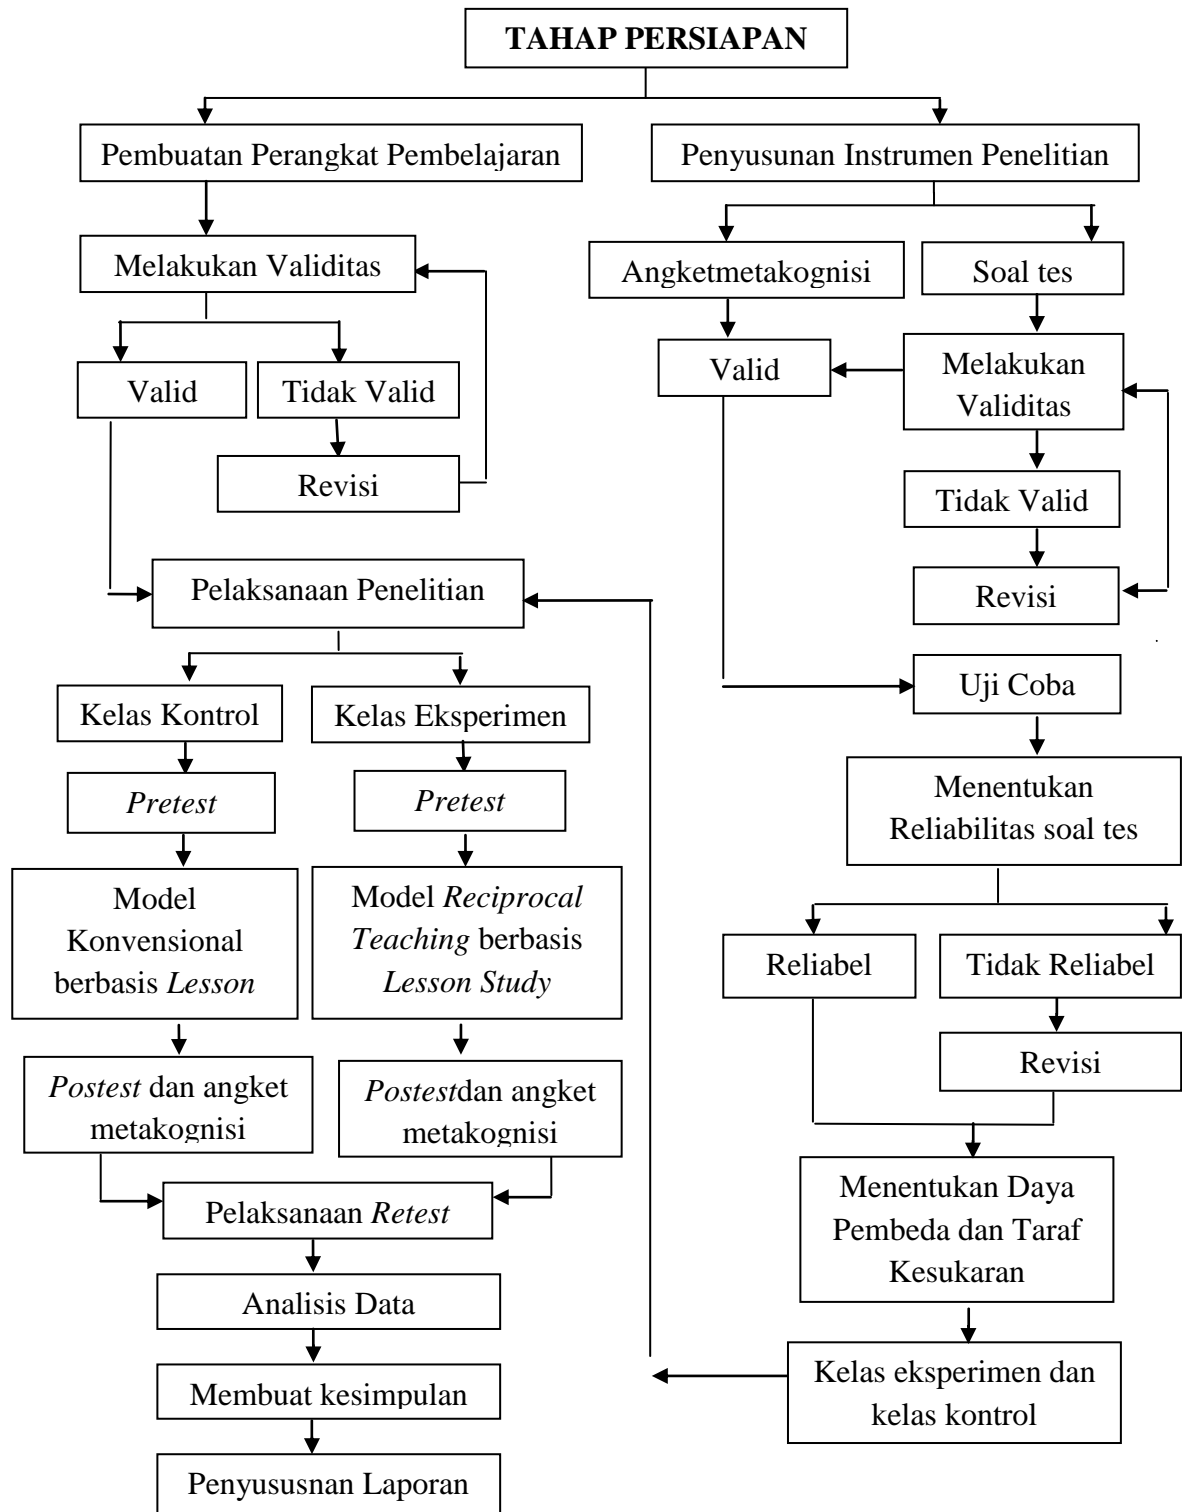 TAHAP PERSIAPAN
Pembuatan Perangkat Pembelajaran
Penyusunan Instrumen Penelitian
Melakukan Validitas
Angketmetakognisi
Soal tes
Valid
Tidak Valid
Valid
Melakukan
Validitas
Revisi
Tidak Valid
Revisi
Pelaksanaan Penelitian
Uji Coba
Kelas Kontrol
Kelas Eksperimen
Pretest
Pretest
Menentukan
Reliabilitas soal tes
Model
Konvensional
berbasis Lesson
Model Reciprocal
Teaching berbasis
Lesson Study
Reliabel
Tidak Reliabel
Revisi
Postest dan angket
metakognisi
Postestdan angket
metakognisi
Menentukan Daya
Pembeda dan Taraf
Kesukaran
Pelaksanaan Retest
Analisis Data
Kelas eksperimen dan
kelas kontrol
Membuat kesimpulan
Penyususnan Laporan